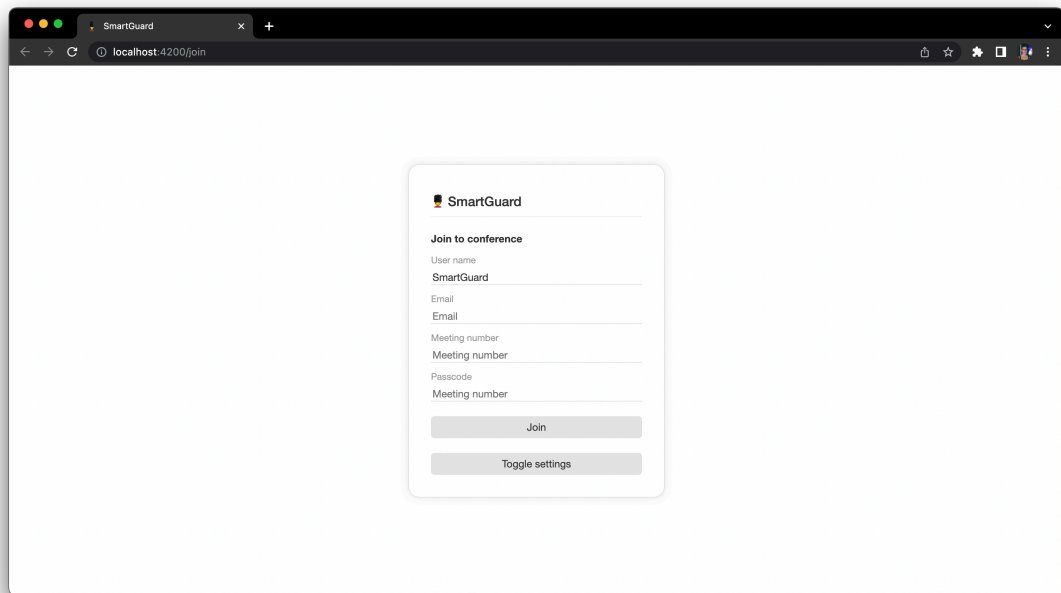 SmartGuard
localhost:4200/join
SmartGuard
Join to conference
User name
SmartGuard
Email
Email
Meeting number
Meeting number
Passcode
Meeting number
Join
Toggle settings